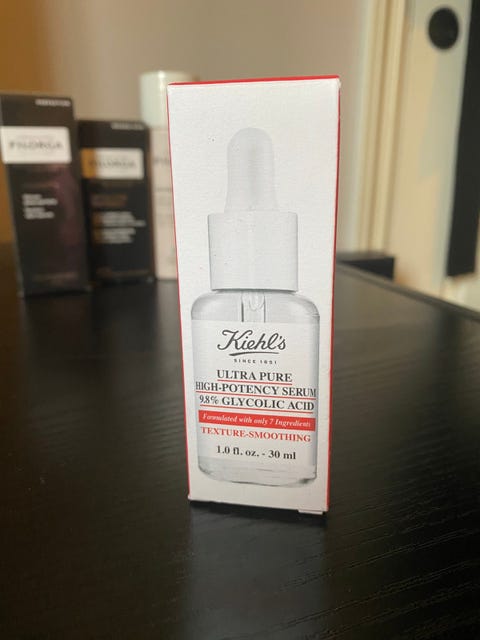 Kiehl's
SINCE 1851
ULTRA PURE
HIGH-POTENCY SERUM
9.8% GLYCOLIC ACID
Formulated with only 7 Ingredients
TEXTURE-SMOOTHING
1.0 fl. oz. - 30 ml
FILORGA
FILORGA